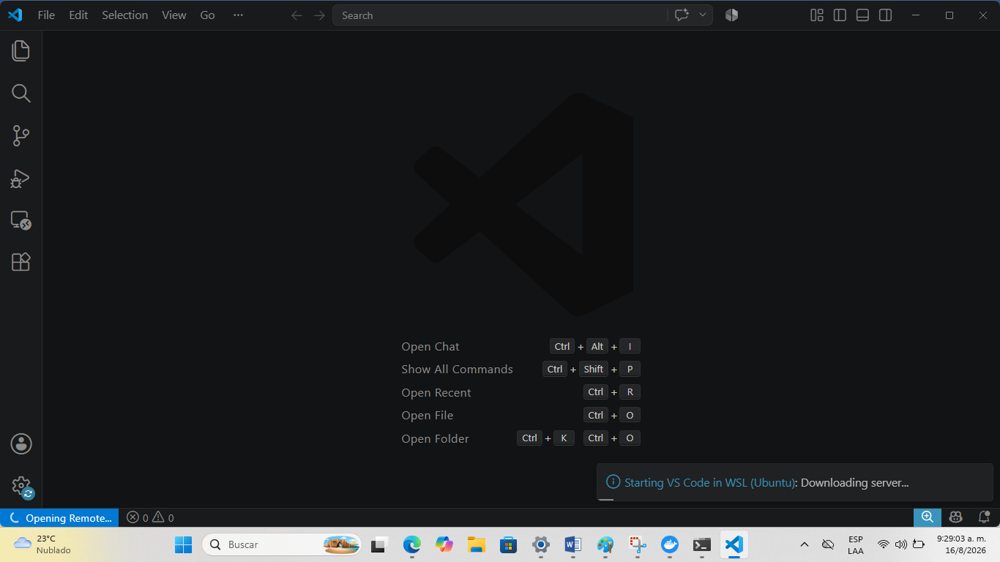 File Edit Selection View Go ... Search
Open Chat Ctrl + Alt + I
Show All Commands Ctrl + Shift + P
Open Recent Ctrl + R
Open File Ctrl + O
Open Folder Ctrl + K Ctrl + O
Starting VS Code in WSL (Ubuntu): Downloading server...
Opening Remote... 0 0
23°C
Nublado
Buscar
ESP
LAA
9:29:03 a. m.
16/8/2026